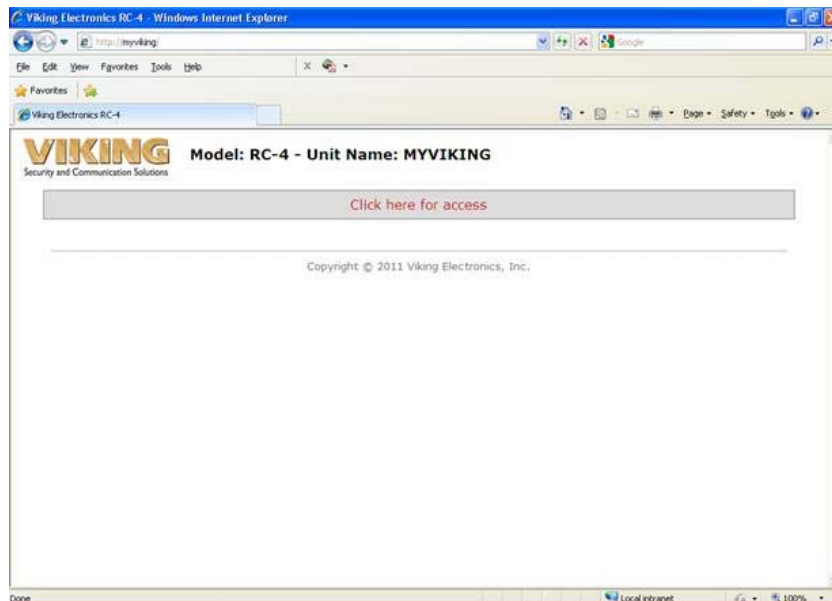 Viking Electronics RC-4 - Windows Internet Explorer
http://myviking/
Google
File Edit View Favorites Tools Help
X
Favorites
Viking Electronics RC-4
Page Safety Tools
VIKING
Security and Communication Solutions
Model: RC-4 - Unit Name: MYVIKING
Click here for access
Copyright © 2011 Viking Electronics, Inc.
Done
Local intranet
100%